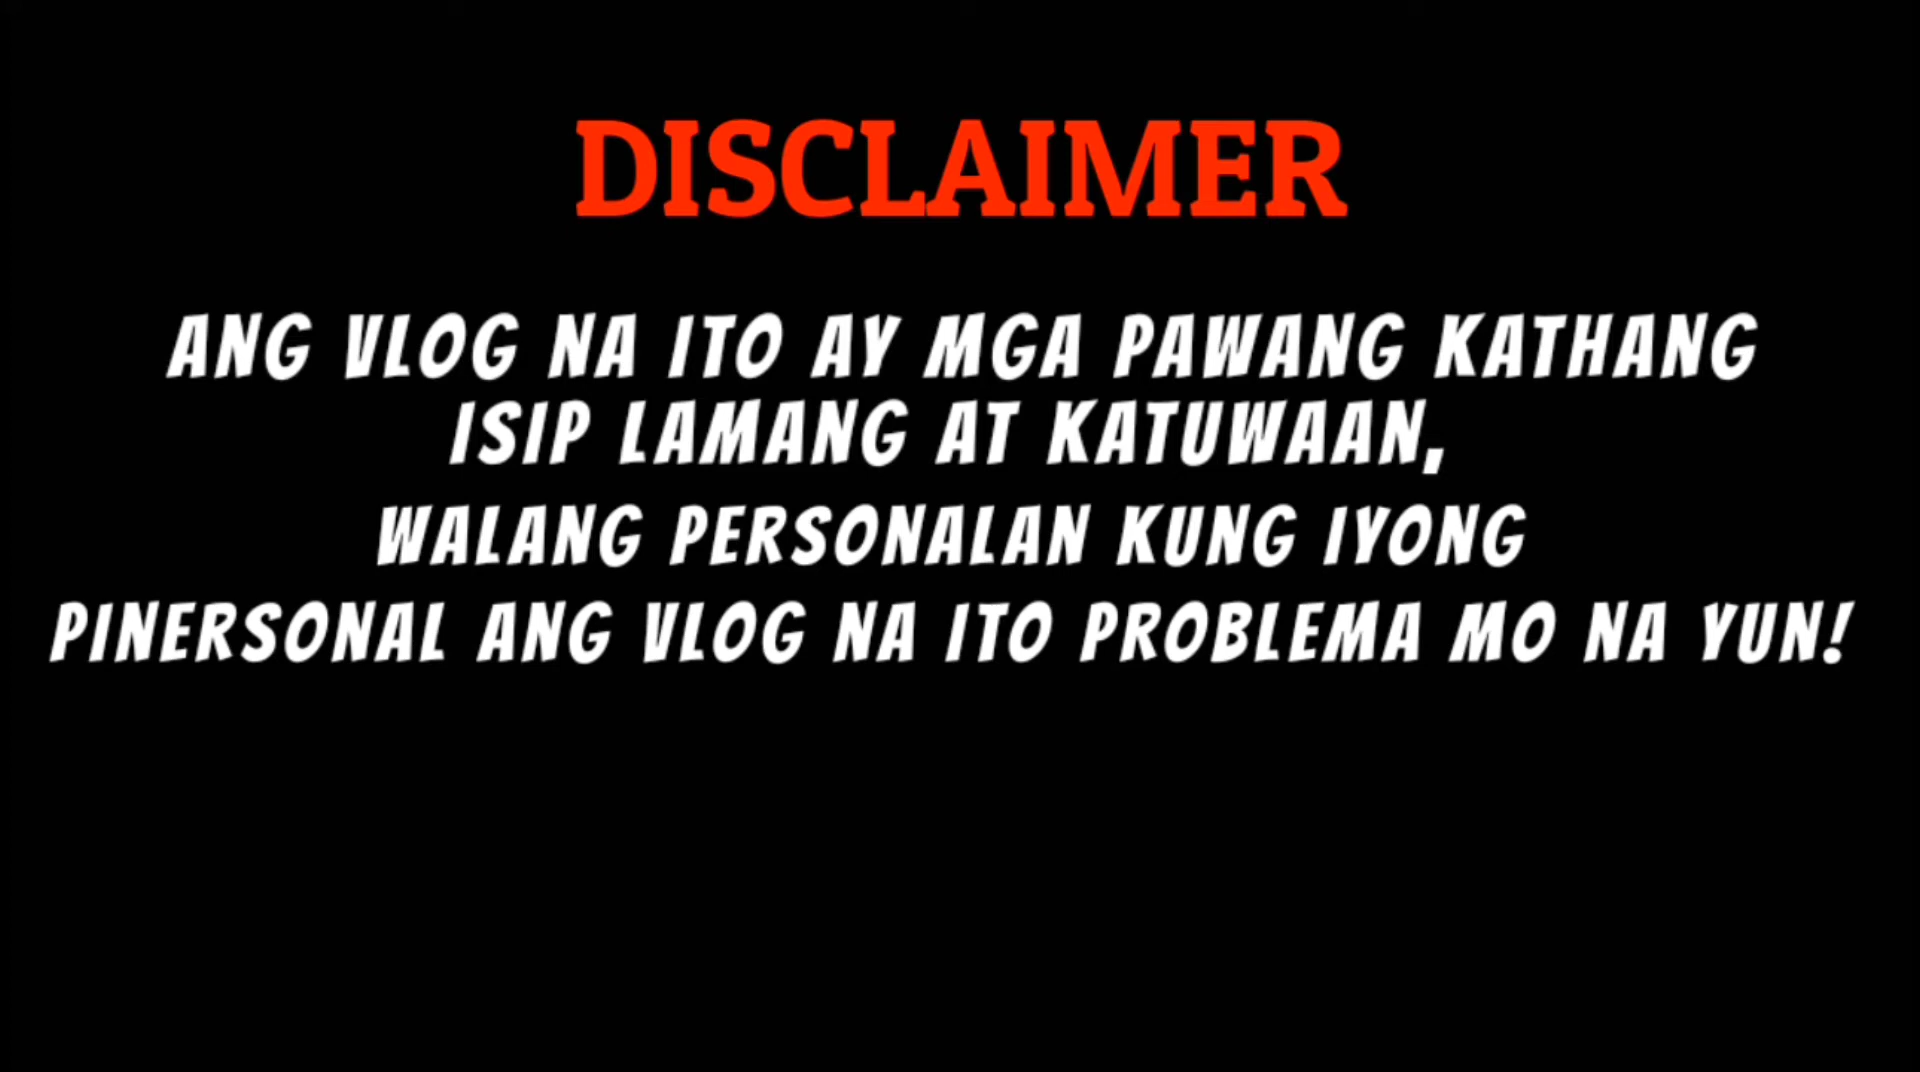 DISCLAIMER
ANG VLOG NA ITO AY MGA PAWANG KATHANG
ISIP LAMANG AT KATUWAAN,
WALANG PERSONALAN KUNG IYONG
PINERSONAL ANG VLOG NA ITO PROBLEMA MO NA YUN!